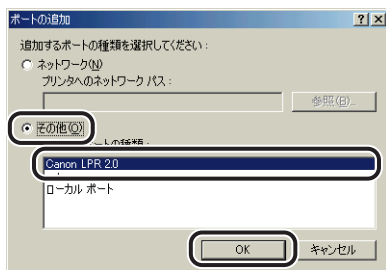 ポートの追加
追加するポートの種類を選択してください:
ネットワーク(N)
プリンタへのネットワーク パス:
参照(B)...
その他(O)
Canon LPR 2.0
ローカル ポート
OK
キャンセル